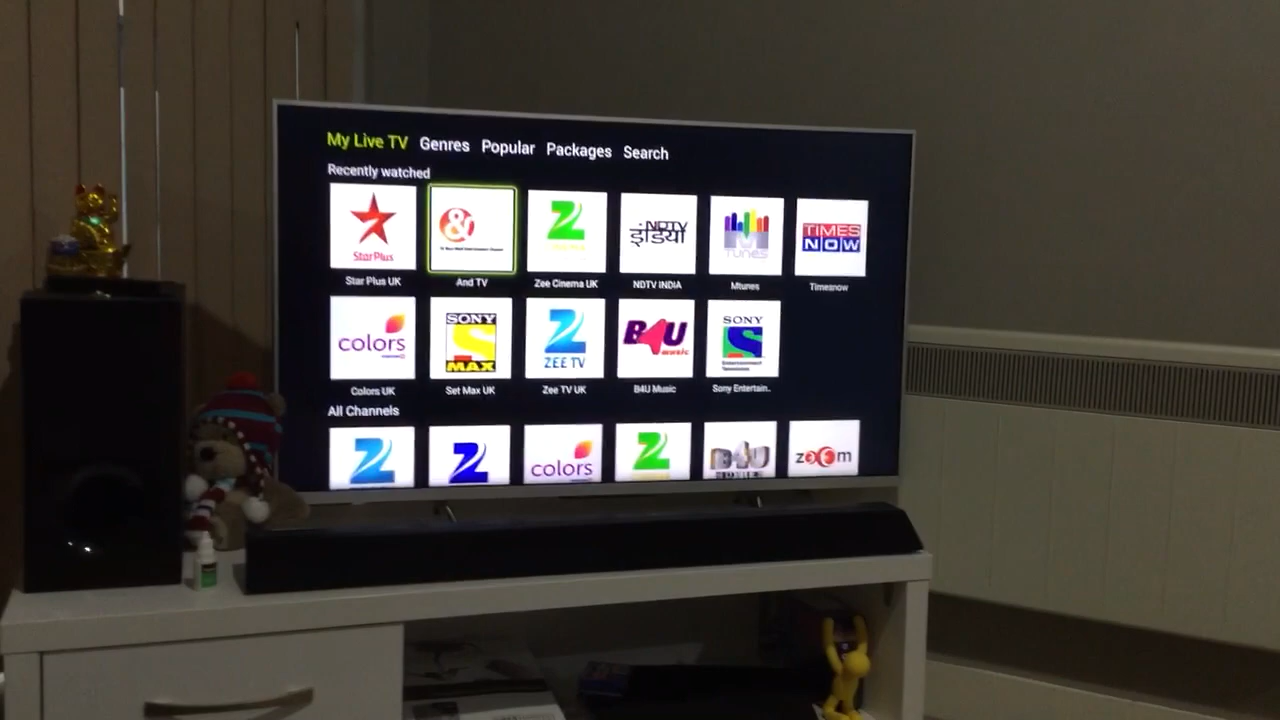 My Live TV Genres Popular Packages Search
Recently watched
StarPlus
&
NDTV
इंडिया
M
TUNES
TIMES
NOW
Star Plus UK And TV Zee Cinema UK NDTV INDIA Mtunes Timesnow
colors
SONY
MAX
ZEE TV
B4U
music
SONY
Colors UK Set Max UK Zee TV UK B4U Music Sony Entertain..
All Channels
colors
B4U
MOVIES
zoom